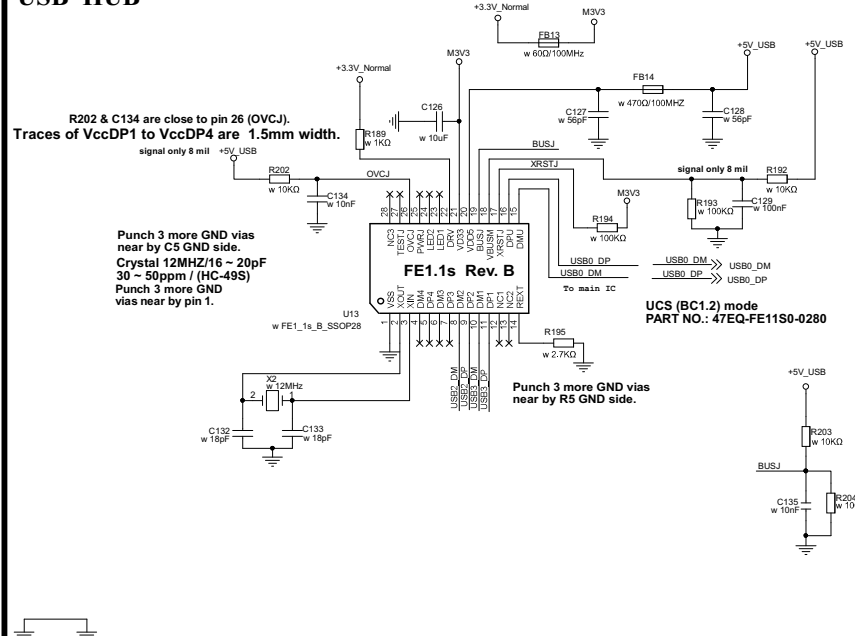 USB HUB
+3.3V_Normal
M3V3
FB13
w 60Ω/100MHz
M3V3
+3.3V_Normal
+5V_USB
+5V_USB
FB14
w 470Ω/100MHZ
C126
w 10uF
C127
w 56pF
C128
w 56pF
R202 & C134 are close to pin 26 (OVCJ).
Traces of VccDP1 to VccDP4 are 1.5mm width.
signal only 8 mil
+5V_USB
R189
w 1KΩ
BUSJ
XRSTJ
R202
w 10KΩ
OVCJ
C134
w 10nF
signal only 8 mil
R192
w 10KΩ
M3V3
R193
w 100KΩ
C129
w 100nF
R194
w 100KΩ
28 27 26 25 24 23 22 21 20 19 18 17 16 15
NC3 TESTJ OVCJ PWRJ LED2 LED1 DRV VD33 VDD5 BUSJ VBUSM XRSTJ DPU DMU
FE1.1s Rev. B
VSS XOUT XIN DM4 DP4 DM3 DP3 DM2 DP2 DM1 DP1 NC1 NC2 REXT
1 2 3 4 5 6 7 8 9 10 11 12 13 14
U13
w FE1_1s_B_SSOP28
Punch 3 more GND vias
near by C5 GND side.
Crystal 12MHZ/16 ~ 20pF
30 ~ 50ppm / (HC-49S)
Punch 3 more GND
vias near by pin 1.
USB0_DP
USB0_DM
To main IC
USB0_DM
USB0_DM
USB0_DP
USB0_DP
UCS (BC1.2) mode
PART NO.: 47EQ-FE11S0-0280
R195
w 2.7KΩ
USB2_DM
USB2_DP
USB3_DM
USB3_DP
Punch 3 more GND vias
near by R5 GND side.
X2
w 12MHz
2
1
C132
w 18pF
C133
w 18pF
+5V_USB
R203
w 10KΩ
BUSJ
C135
w 10nF
R204
w 10